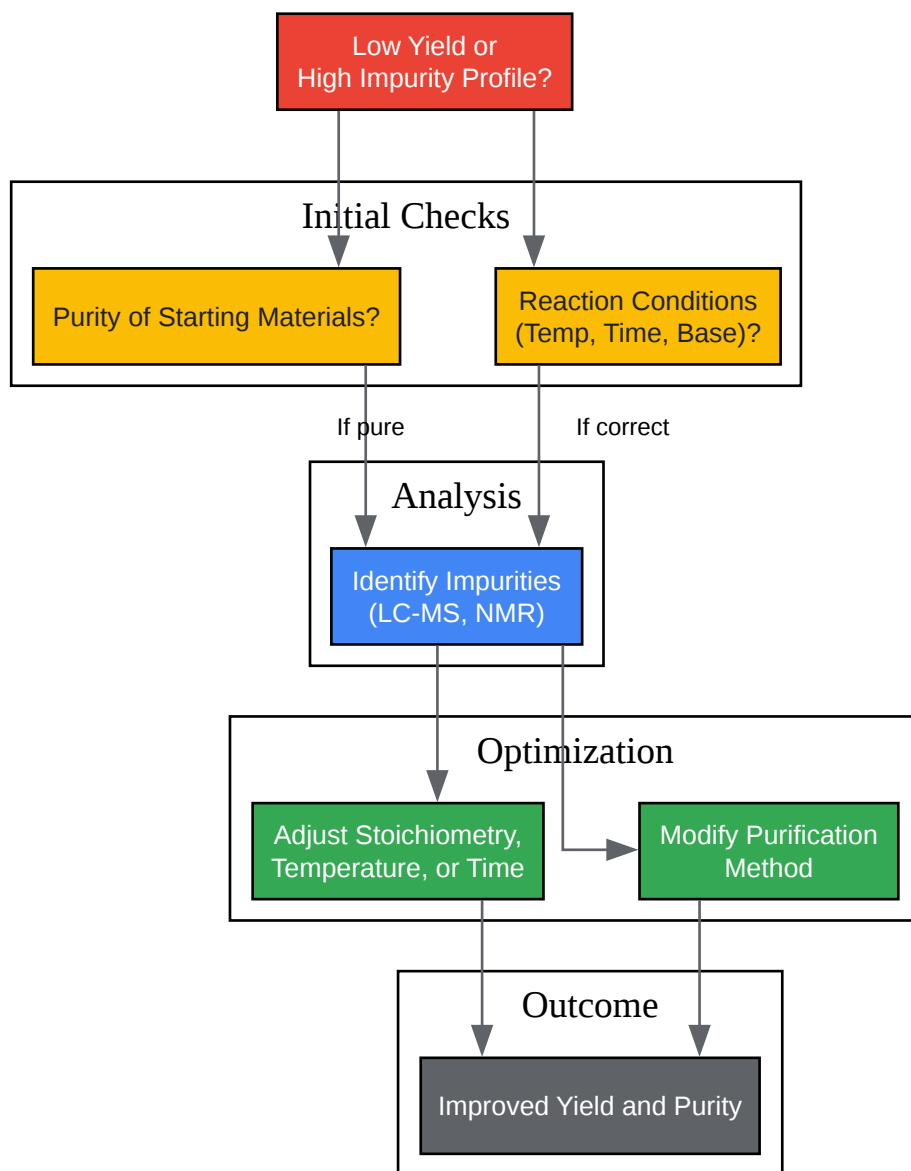 Low Yield or
High Impurity Profile?
Initial Checks
Purity of Starting Materials?
Reaction Conditions
(Temp, Time, Base)?
If pure
If correct
Analysis
Identify Impurities
(LC-MS, NMR)
Optimization
Adjust Stoichiometry,
Temperature, or Time
Modify Purification
Method
Outcome
Improved Yield and Purity